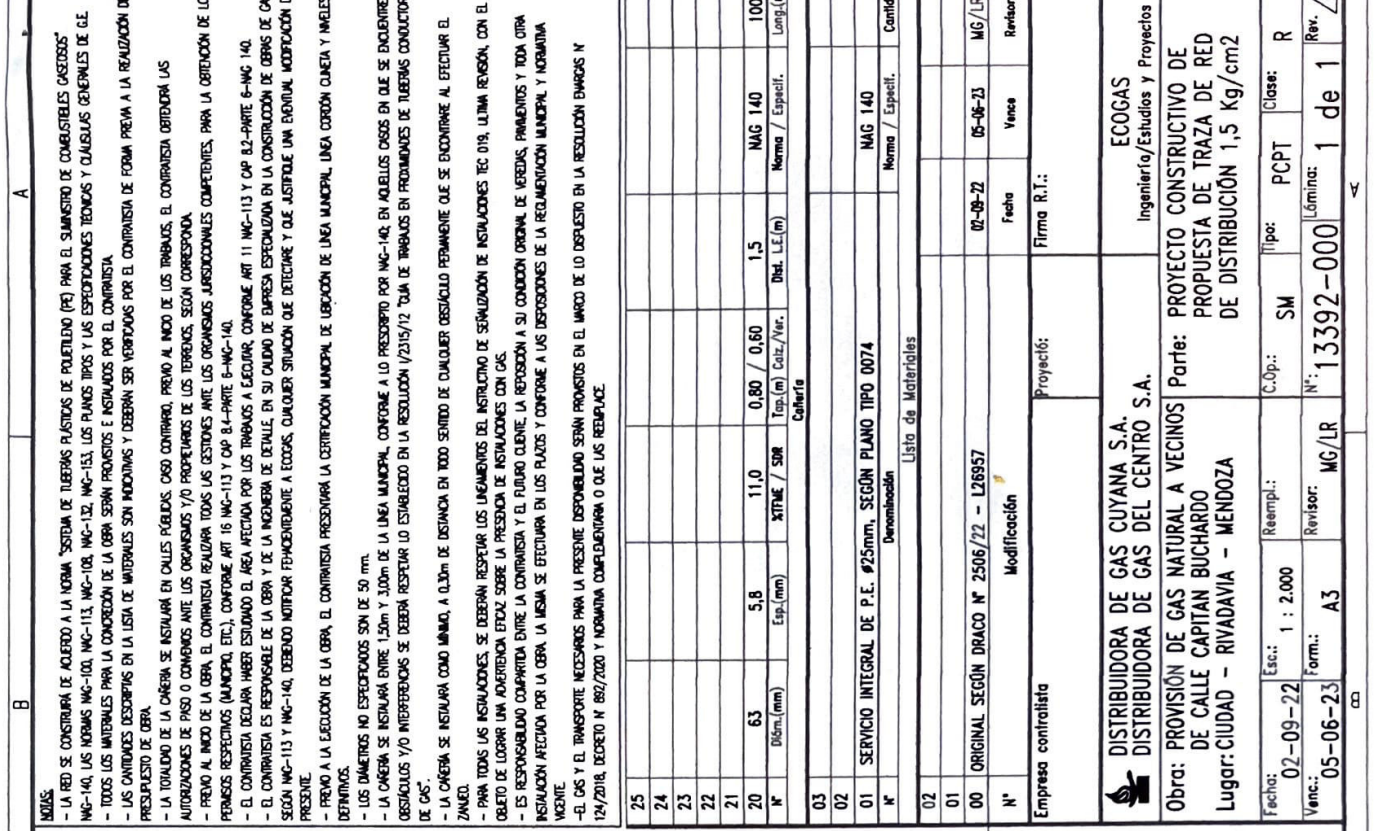 B
A
NOTAS:
- LA RED SE CONSTRUIRÁ DE ACUERDO A LA NORMA "SISTEMA DE TUBERIAS PLÁSTICAS DE POLIETILENO (PE) PARA EL SUMINISTRO DE COMBUSTIBLES GASEOSOS"
NAG-140, LAS NORMAS NAG-100, NAG-113, NAG-108, NAG-132, NAG-153, LOS PLANOS TIPOS Y LAS ESPECIFICACIONES TÉCNICAS Y CLÁUSULAS GENERALES DE G.E.
- TODOS LOS MATERIALES PARA LA CONCRECIÓN DE LA OBRA SERÁN PROVISTOS E INSTALADOS POR EL CONTRATISTA.
- LAS CANTIDADES DESCRIPTAS EN LA LISTA DE MATERIALES SON INDICATIVAS Y DEBERÁN SER VERIFICADAS POR EL CONTRATISTA DE FORMA PREVIA A LA REALIZACIÓN DE
PRESUPUESTO DE OBRA.
- LA TOTALIDAD DE LA CAÑERIA SE INSTALARÁ EN CALLES PÚBLICAS, CASO CONTRARIO, PREVIO AL INICIO DE LOS TRABAJOS, EL CONTRATISTA OBTENDRÁ LAS
AUTORIZACIONES DE PASO O CONVENIOS ANTE LOS ORGANISMOS Y/O PROPIETARIOS DE LOS TERRENOS, SEGÚN CORRESPONDA.
- PREVIO AL INICIO DE LA OBRA, EL CONTRATISTA REALIZARA TODAS LAS GESTIONES ANTE LOS ORGANISMOS JURISDICCIONALES COMPETENTES, PARA LA OBTENCIÓN DE LO
PERMISOS RESPECTIVOS (MUNICIPIO, ETC.), CONFORME ART 16 NAG-113 Y CAP 8.4-PARTE 6-NAG-140.
- EL CONTRATISTA DECLARA HABER ESTUDIADO EL ÁREA AFECTADA POR LOS TRABAJOS A EJECUTAR, CONFORME ART 11 NAG-113 Y CAP 8.2-PARTE 6-NAG 140.
- EL CONTRATISTA ES RESPONSABLE DE LA OBRA Y DE LA INGENIERIA DE DETALLE, EN SU CALIDAD DE EMPRESA ESPECIALIZADA EN LA CONSTRUCCIÓN DE OBRAS DE GA
SEGÚN NAG-113 Y NAG-140, DEBIENDO NOTIFICAR FEHACIENTEMENTE A ECOGAS, CUALQUIER SITUACIÓN QUE DETECTARE Y QUE JUSTIFIQUE UNA EVENTUAL MODIFICACIÓN D
PRESENTE.
- PREVIO A LA EJECUCIÓN DE LA OBRA, EL CONTRATISTA PRESENTARÁ LA CERTIFICACIÓN MUNICIPAL DE UBICACIÓN DE LINEA MUNICIPAL, LINEA CORDÓN CUNETA Y NIVELES
DEFINITIVOS.
- LOS DIÁMETROS NO ESPECIFICADOS SON DE 50 mm.
- LA CAÑERÍA SE INSTALARÁ ENTRE 1,50m Y 3,00m DE LA LINEA MUNICIPAL, CONFORME A LO PRESCRIPTO POR NAG-140; EN AQUELLOS CASOS EN QUE SE ENCUENTRE
OBSTÁCULOS Y/O INTERFERENCIAS SE DEBERÁ RESPETAR LO ESTABLECIDO EN LA RESOLUCIÓN I/2315/12 "GUÍA DE TRABAJOS EN PROXIMIDADES DE TUBERIAS CONDUCTOR
DE GAS".
- LA CAÑERÍA SE INSTALARÁ COMO MÍNIMO, A 0,30m DE DISTANCIA EN TODO SENTIDO DE CUALQUIER OBSTÁCULO PERMANENTE QUE SE ENCONTRARE AL EFECTUAR EL
ZANJEO.
- PARA TODAS LAS INSTALACIONES, SE DEBERÁN RESPETAR LOS LINEAMIENTOS DEL INSTRUCTIVO DE SEÑALIZACIÓN DE INSTALACIONES TEC 019, ULTIMA REVISIÓN, CON EL
OBJETO DE LOGRAR UNA ADVERTENCIA EFICAZ SOBRE LA PRESENCIA DE INSTALACIONES CON GAS.
- ES RESPONSABILIDAD COMPARTIDA ENTRE LA CONTRATISTA Y EL FUTURO CLIENTE, LA REPOSICIÓN A SU CONDICIÓN ORIGINAL DE VEREDAS, PAVIMENTOS Y TODA OTRA
INSTALACIÓN AFECTADA POR LA OBRA. LA MISMA SE EFECTUARA EN LOS PLAZOS Y CONFORME A LAS DISPOSICIONES DE LA REGLAMENTACIÓN MUNICIPAL Y NORMATIVA
VIGENTE.
-EL GAS Y EL TRANSPORTE NECESARIOS PARA LA PRESENTE DISPONIBILIDAD SERÁN PROVISTOS EN EL MARCO DE LO DISPUESTO EN LA RESOLUCIÓN ENARGAS N°
124/2018, DECRETO N° 892/2020 Y NORMATIVA COMPLEMENTARIA O QUE LAS REEMPLACE.
25
24
23
22
21
20 63 5,8 11,0 0,80 / 0,60 1,5 NAG 140 100
N° Diám.(mm) Esp.(mm) XTFME / SDR Tap.(m) Calz./Ver. Dist. L.E.(m) Norma / Especif. Long.(
Cañería
03
02
01 SERVICIO INTEGRAL DE P.E. ø25mm, SEGÚN PLANO TIPO 0074 NAG 140
N° Denominación Norma / Especif. Cantid
Lista de Materiales
02
01
00 ORIGINAL SEGÚN DRACO N° 2506/22 - L26957 02-09-22 05-06-23 MG/LR
N° Modificación Fecha Vence Revisor
Empresa contratista Proyectó: Firma R.T.:
DISTRIBUIDORA DE GAS CUYANA S.A. ECOGAS
DISTRIBUIDORA DE GAS DEL CENTRO S.A. Ingeniería/Estudios y Proyectos
Obra: PROVISIÓN DE GAS NATURAL A VECINOS Parte: PROYECTO CONSTRUCTIVO DE
DE CALLE CAPITAN BUCHARDO PROPUESTA DE TRAZA DE RED
Lugar: CIUDAD - RIVADAVIA - MENDOZA DE DISTRIBUCIÓN 1,5 Kg/cm2
Fecha: 02-09-22 Esc.: 1 : 2.000 Reempl.: C.Op.: SM Tipo: PCPT Clase: R
Venc.: 05-06-23 Form.: A3 Revisor: MG/LR N°: 13392-000 Lámina: 1 de 1 Rev.
B
A